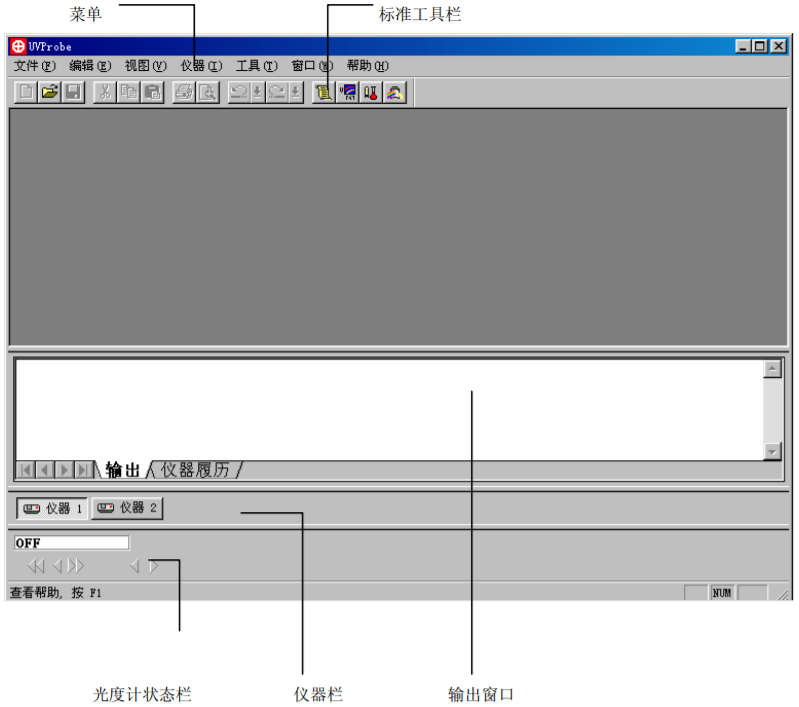 菜单 标准工具栏
UVProbe
文件(F) 编辑(E) 视图(V) 仪器(I) 工具(T) 窗口(W) 帮助(H)
输出 仪器履历
仪器 1 仪器 2
OFF
查看帮助, 按 F1 NUM
光度计状态栏 仪器栏 输出窗口